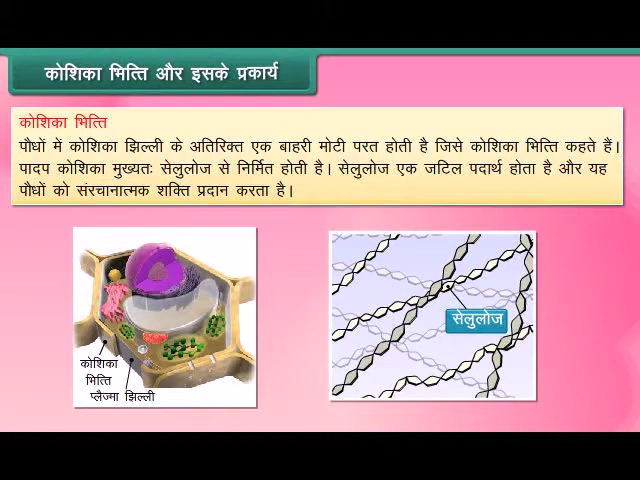 कोशिका भित्ति और इसके प्रकार्य
कोशिका भित्ति
पौधों में कोशिका झिल्ली के अतिरिक्त एक बाहरी मोटी परत होती है जिसे कोशिका भित्ति कहते हैं।
पादप कोशिका मुख्यतः सेलुलोज से निर्मित होती है। सेलुलोज एक जटिल पदार्थ होता है और यह
पौधों को संरचानात्मक शक्ति प्रदान करता है।
सेलुलोज
कोशिका
भित्ति
प्लैज्मा झिल्ली